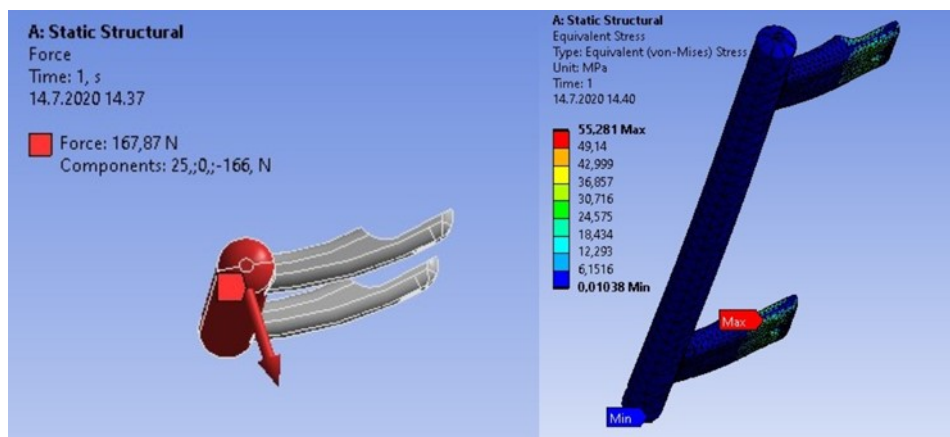 A: Static Structural
Force
Time: 1, s
14.7.2020 14.37
Force: 167,87 N
Components: 25,;0,;-166, N
A: Static Structural
Equivalent Stress
Type: Equivalent (von-Mises) Stress
Unit: MPa
Time: 1
14.7.2020 14.40
55,281 Max
49,14
42,999
36,857
30,716
24,575
18,434
12,293
6,1516
0,01038 Min
Max
Min